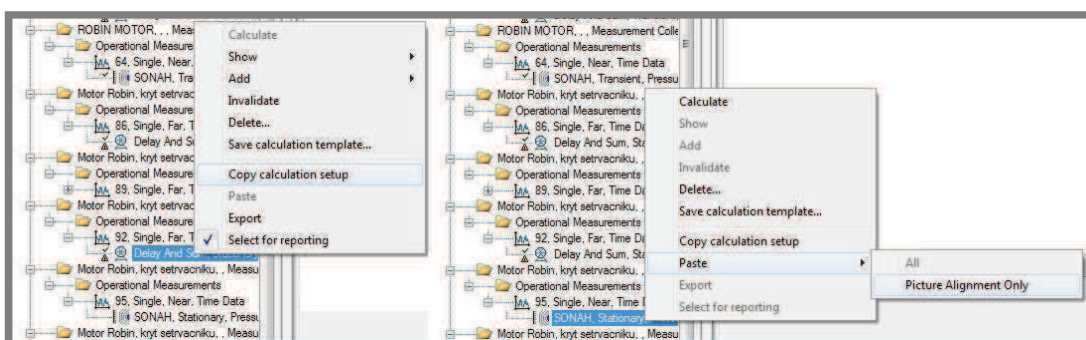 ROBIN MOTOR, , , Mea
Operational Measure
64, Single, Near,
SONAH, Tra
Motor Robin, kryt setrvac
Operational Measure
86, Single, Far, T
Delay And Sum
Motor Robin, kryt setrvac
Operational Measure
89, Single, Far, T
Motor Robin, kryt setrvac
Operational Measure
92, Single, Far, T
Delay And
Motor Robin, kryt setrvacniku, , Measu
Operational Measurements
95, Single, Near, Time Data
SONAH, Stationary, Pressu
Motor Robin, kryt setrvacniku, , Measu
Calculate
Show
Add
Invalidate
Delete...
Save calculation template...
Copy calculation setup
Paste
Export
Select for reporting
ROBIN MOTOR, , , Measurement Colle
Operational Measurements
64, Single, Near, Time Data
SONAH, Transient, Pressu
Motor Robin, kryt setrvacniku, ,
Operational Measurements
86, Single, Far, Time Da
Delay And Sum, Sta
Motor Robin, kryt setrvacniku, ,
Operational Measurements
89, Single, Far, Time Da
Motor Robin, kryt setrvacniku, ,
Operational Measurements
92, Single, Far, Time Da
Delay And Sum, Sta
Motor Robin, kryt setrvacniku, ,
Operational Measurements
95, Single, Near, Time
SONAH, Stationary,
Motor Robin, kryt setrvacniku, , Measu
Calculate
Show
Add
Invalidate
Delete...
Save calculation template...
Copy calculation setup
Paste
Export
Select for reporting
All
Picture Alignment Only